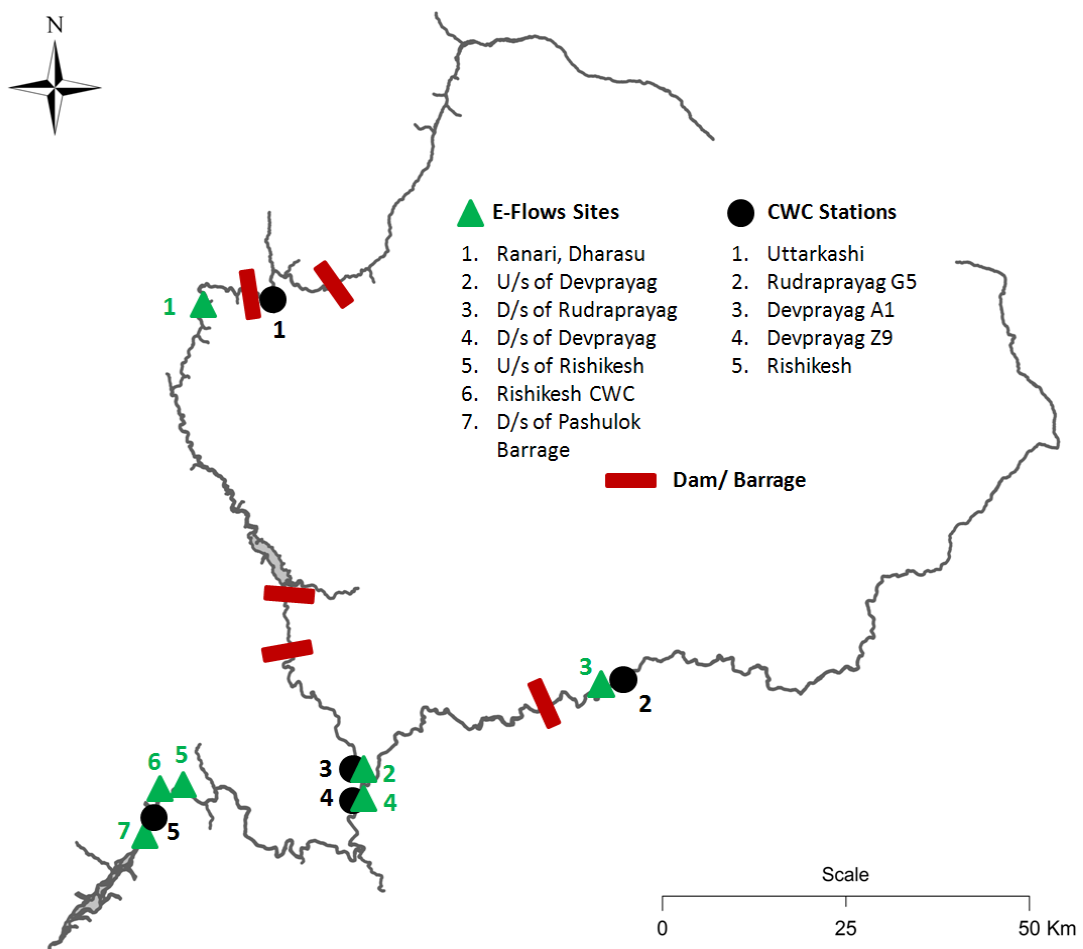 N
E-Flows Sites
1. Ranari, Dharasu
2. U/s of Devprayag
3. D/s of Rudraprayag
4. D/s of Devprayag
5. U/s of Rishikesh
6. Rishikesh CWC
7. D/s of Pashulok
Barrage
CWC Stations
1. Uttarkashi
2. Rudraprayag G5
3. Devprayag A1
4. Devprayag Z9
5. Rishikesh
Dam/ Barrage
1
1
3
2
3
2
4
4
6
5
7
5
Scale
0 25 50 Km